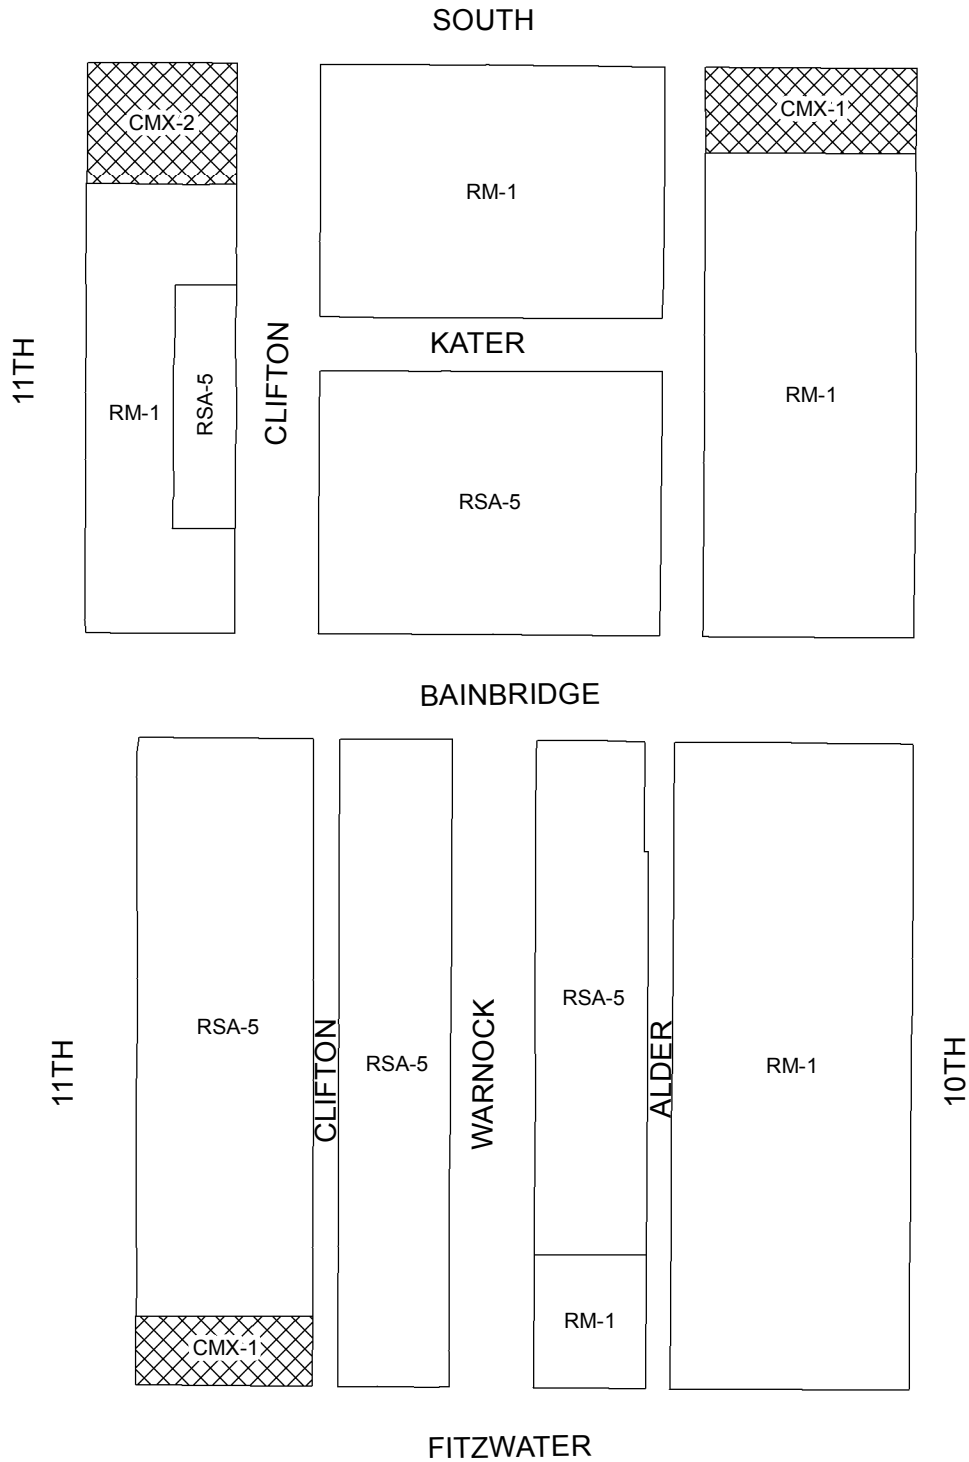 SOUTH
CMX-2
CMX-1
RM-1
11TH
RM-1
RSA-5
CLIFTON
KATER
RM-1
RSA-5
BAINBRIDGE
11TH
RSA-5
CLIFTON
RSA-5
WARNOCK
RSA-5
ALDER
RM-1
10TH
CMX-1
RM-1
FITZWATER